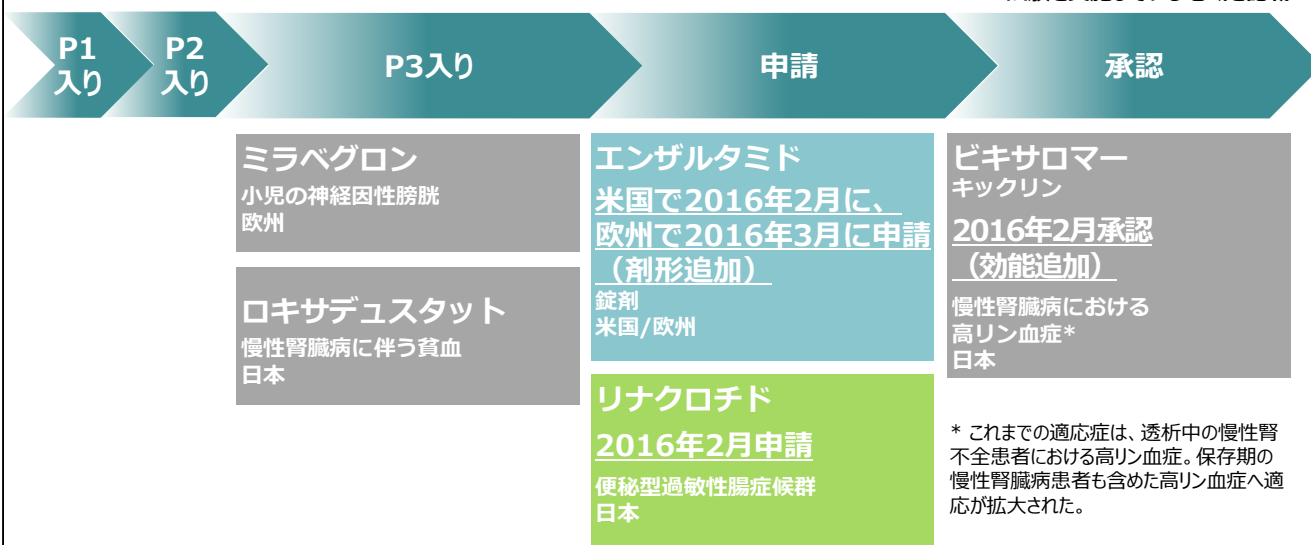 P1
入り
P2
入り
P3入り
申請
承認
ミラベグロン
小児の神経因性膀胱
欧州
ロキサデュスタット
慢性腎臓病に伴う貧血
日本
エンザルタミド
米国で2016年2月に、
欧州で2016年3月に申請
（剤形追加）
錠剤
米国/欧州
リナクロチド
2016年2月申請
便秘型過敏性腸症候群
日本
ビキサロマー
キックリン
2016年2月承認
（効能追加）
慢性腎臓病における
高リン血症*
日本
* これまでの適応症は、透析中の慢性腎
不全患者における高リン血症。保存期の
慢性腎臓病患者も含めた高リン血症へ適
応が拡大された。